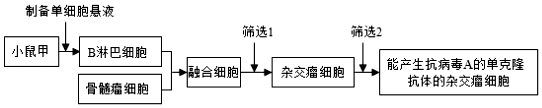 制备单细胞悬液
筛选1
筛选2
小鼠甲
B淋巴细胞
骨髓瘤细胞
融合细胞
杂交瘤细胞
能产生抗病毒A的单克隆
抗体的杂交瘤细胞